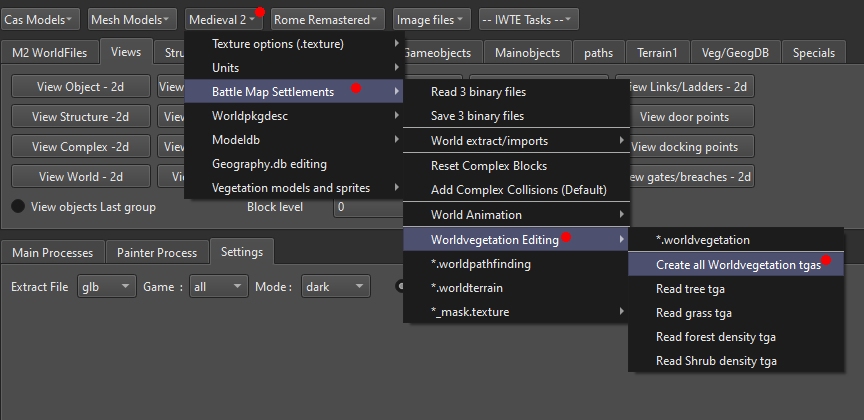 Cas Models Mesh Models Medieval 2 Rome Remastered Image files -- IWTE Tasks --
M2 WorldFiles Views Stru Gameobjects Mainobjects paths Terrain1 Veg/GeogDB Specials
Texture options (.texture)
Units
Battle Map Settlements
Worldpkgdesc
Modeldb
Geography.db editing
Vegetation models and sprites
Read 3 binary files
Save 3 binary files
World extract/imports
Reset Complex Blocks
Add Complex Collisions (Default)
World Animation
Worldvegetation Editing
*.worldpathfinding
*.worldterrain
*_mask.texture
*.worldvegetation
Create all Worldvegetation tgas
Read tree tga
Read grass tga
Read forest density tga
Read Shrub density tga
View Object - 2d View Links/Ladders - 2d
View Structure -2d View door points
View Complex -2d View docking points
View World - 2d iew gates/breaches - 2d
View objects Last group Block level 0
Main Processes Painter Process Settings
Extract File glb Game : all Mode : dark